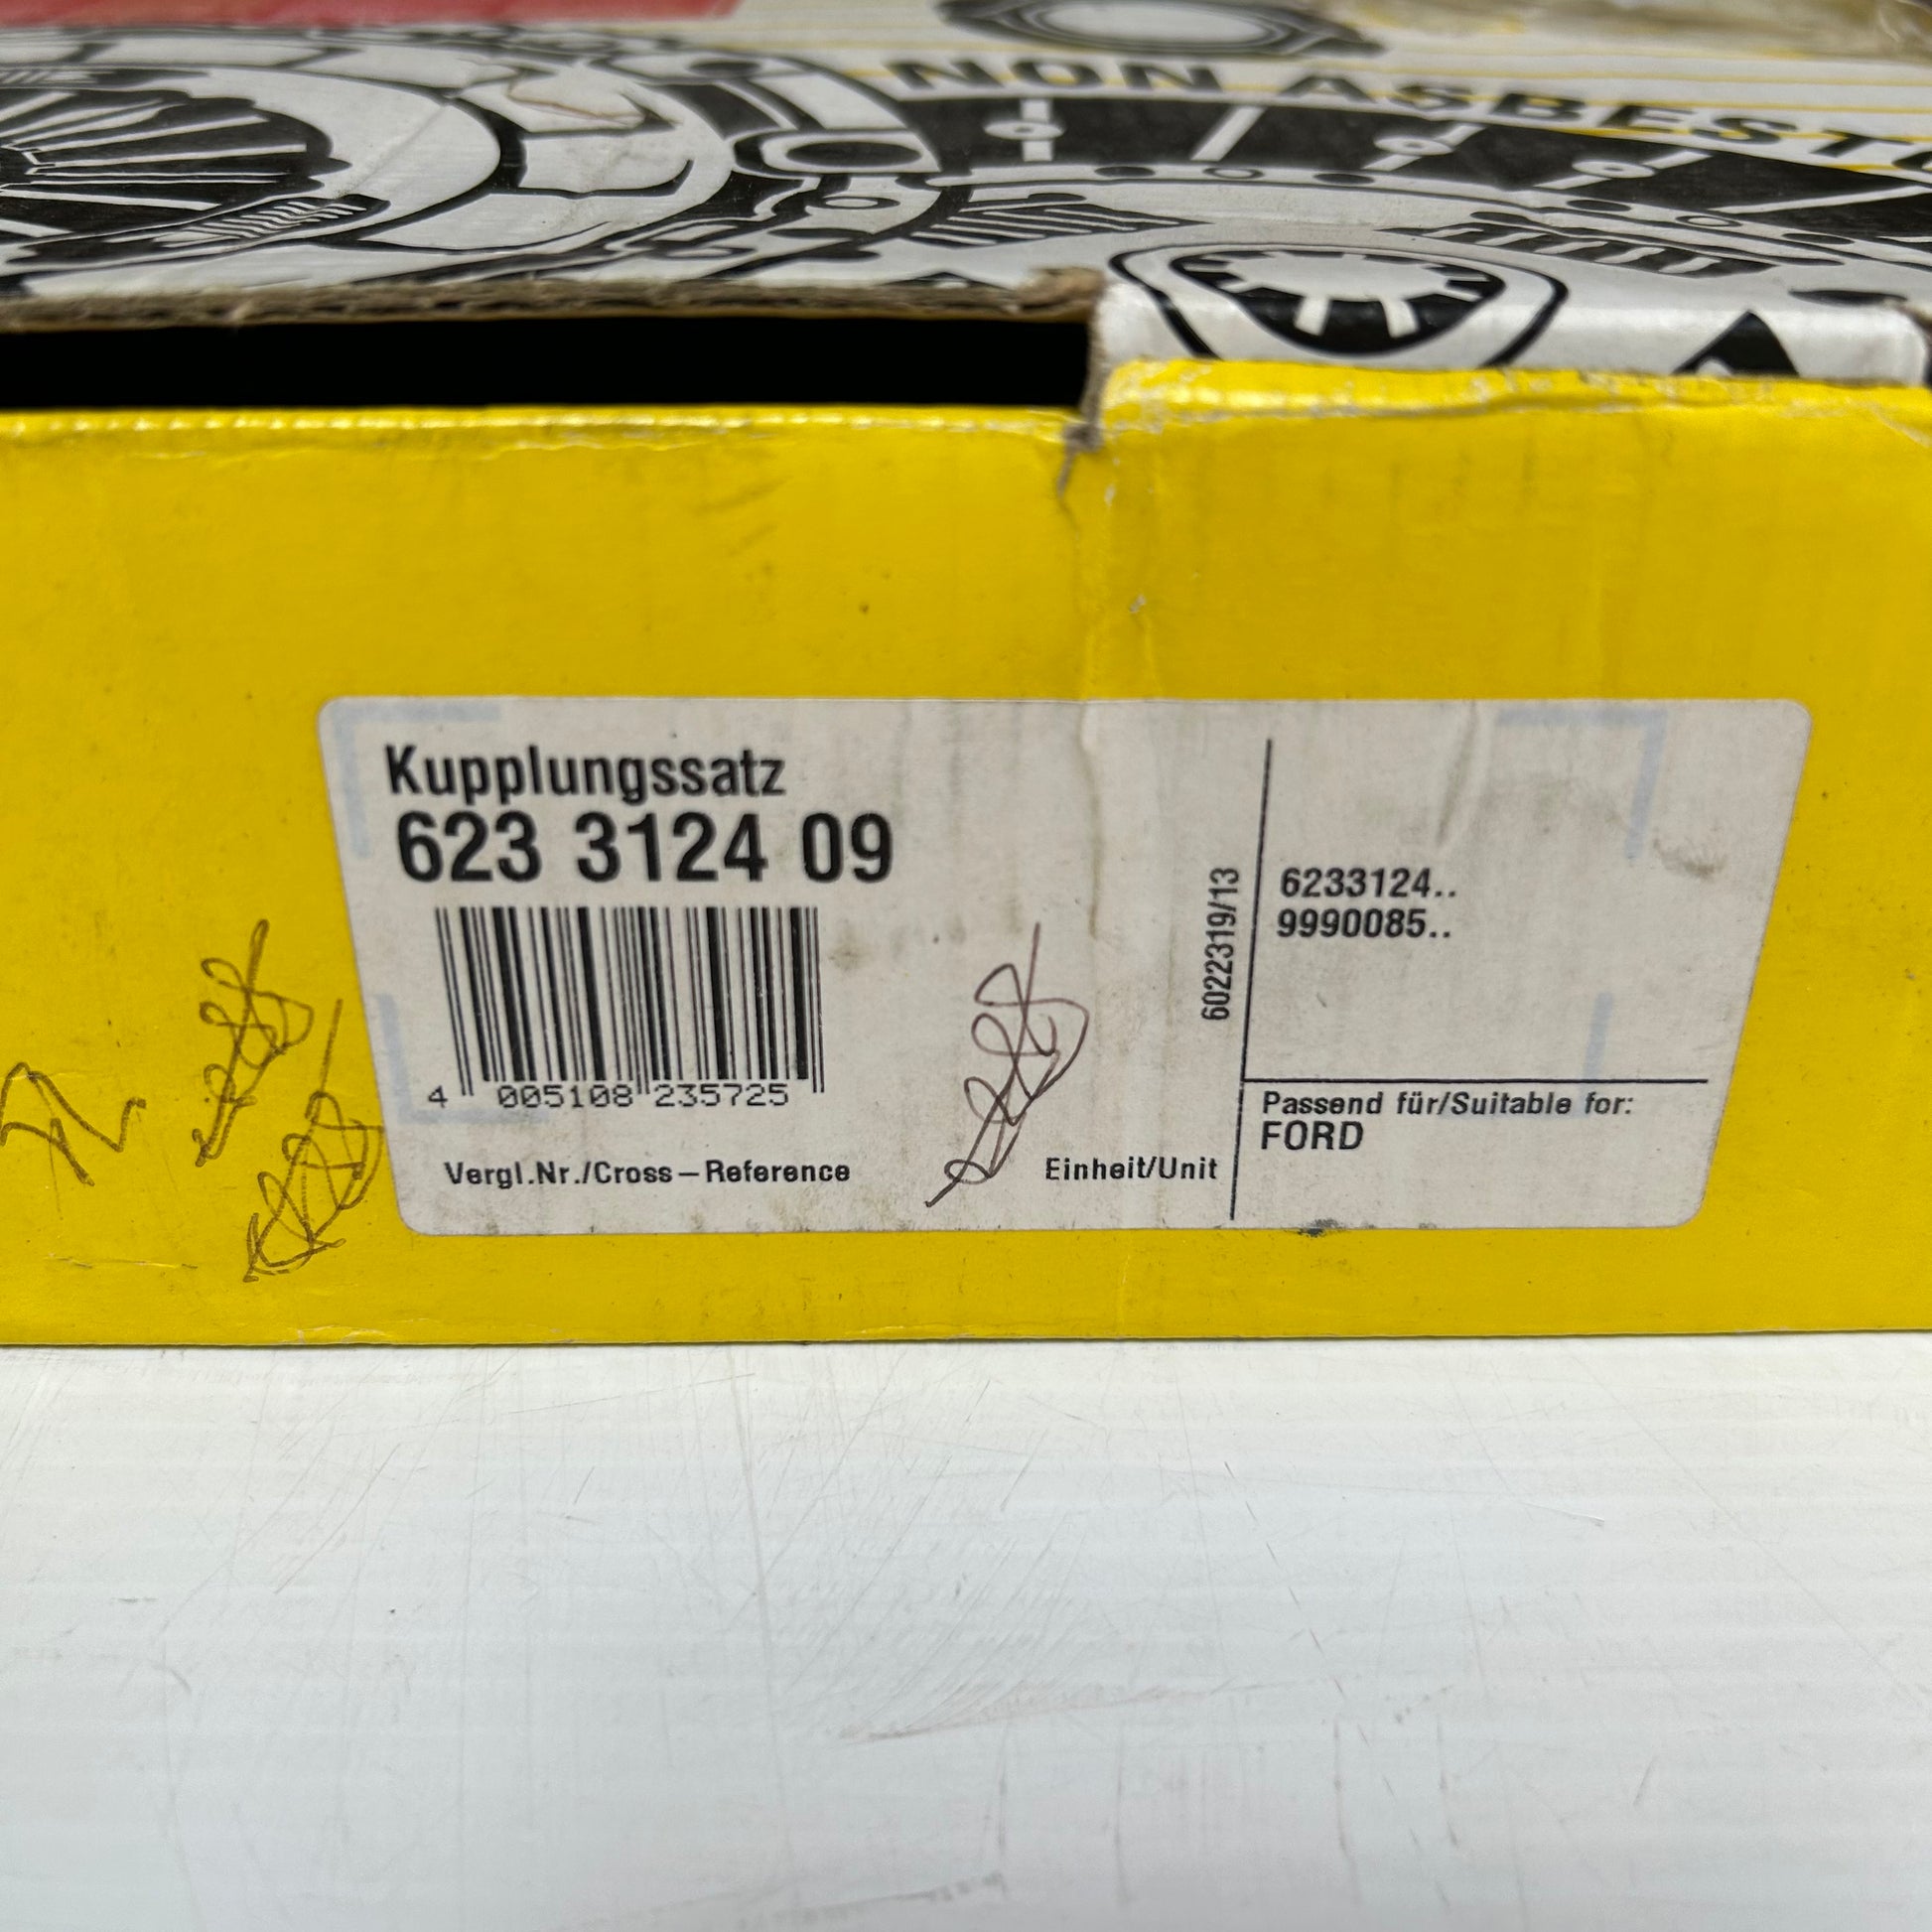 NON ASBEST
Kupplungssatz
623 3124 09
4 005108 235725
Vergl.Nr./Cross–Reference
Einheit/Unit
6022319/13
6233124..
9990085..
Passend für/Suitable for:
FORD